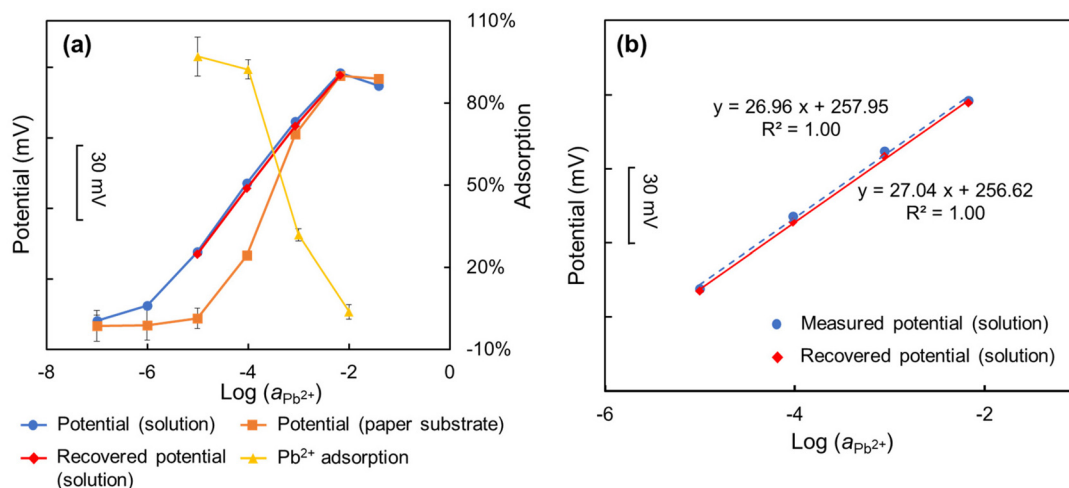 (a)
110%
80%
50%
20%
-10%
Adsorption
Potential (mV)
30 mV
-8
-6
-4
-2
0
Log (aPb2+)
Potential (solution)
Potential (paper substrate)
Recovered potential
(solution)
Pb2+ adsorption
(b)
y = 26.96 x + 257.95
R² = 1.00
y = 27.04 x + 256.62
R² = 1.00
Potential (mV)
30 mV
Measured potential (solution)
Recovered potential (solution)
-6
-4
-2
Log (aPb2+)